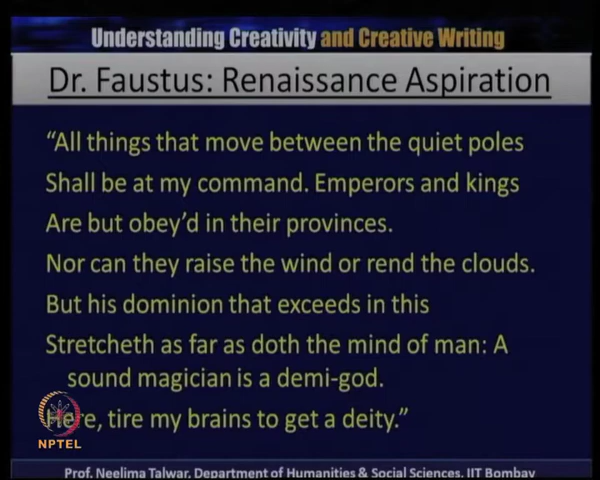 Understanding Creativity and Creative Writing
Dr. Faustus: Renaissance Aspiration
“All things that move between the quiet poles
Shall be at my command. Emperors and kings
Are but obey’d in their provinces.
Nor can they raise the wind or rend the clouds.
But his dominion that exceeds in this
Stretcheth as far as doth the mind of man: A
sound magician is a demi-god.
Here, tire my brains to get a deity.”
NPTEL
Prof. Neelima Talwar, Department of Humanities & Social Sciences, IIT Bombay